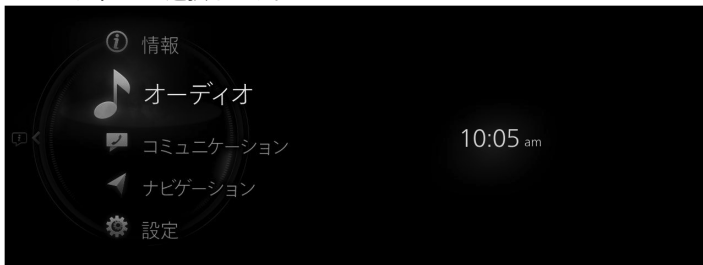 情報
オーディオ
コミュニケーション
ナビゲーション
設定
10:05 am